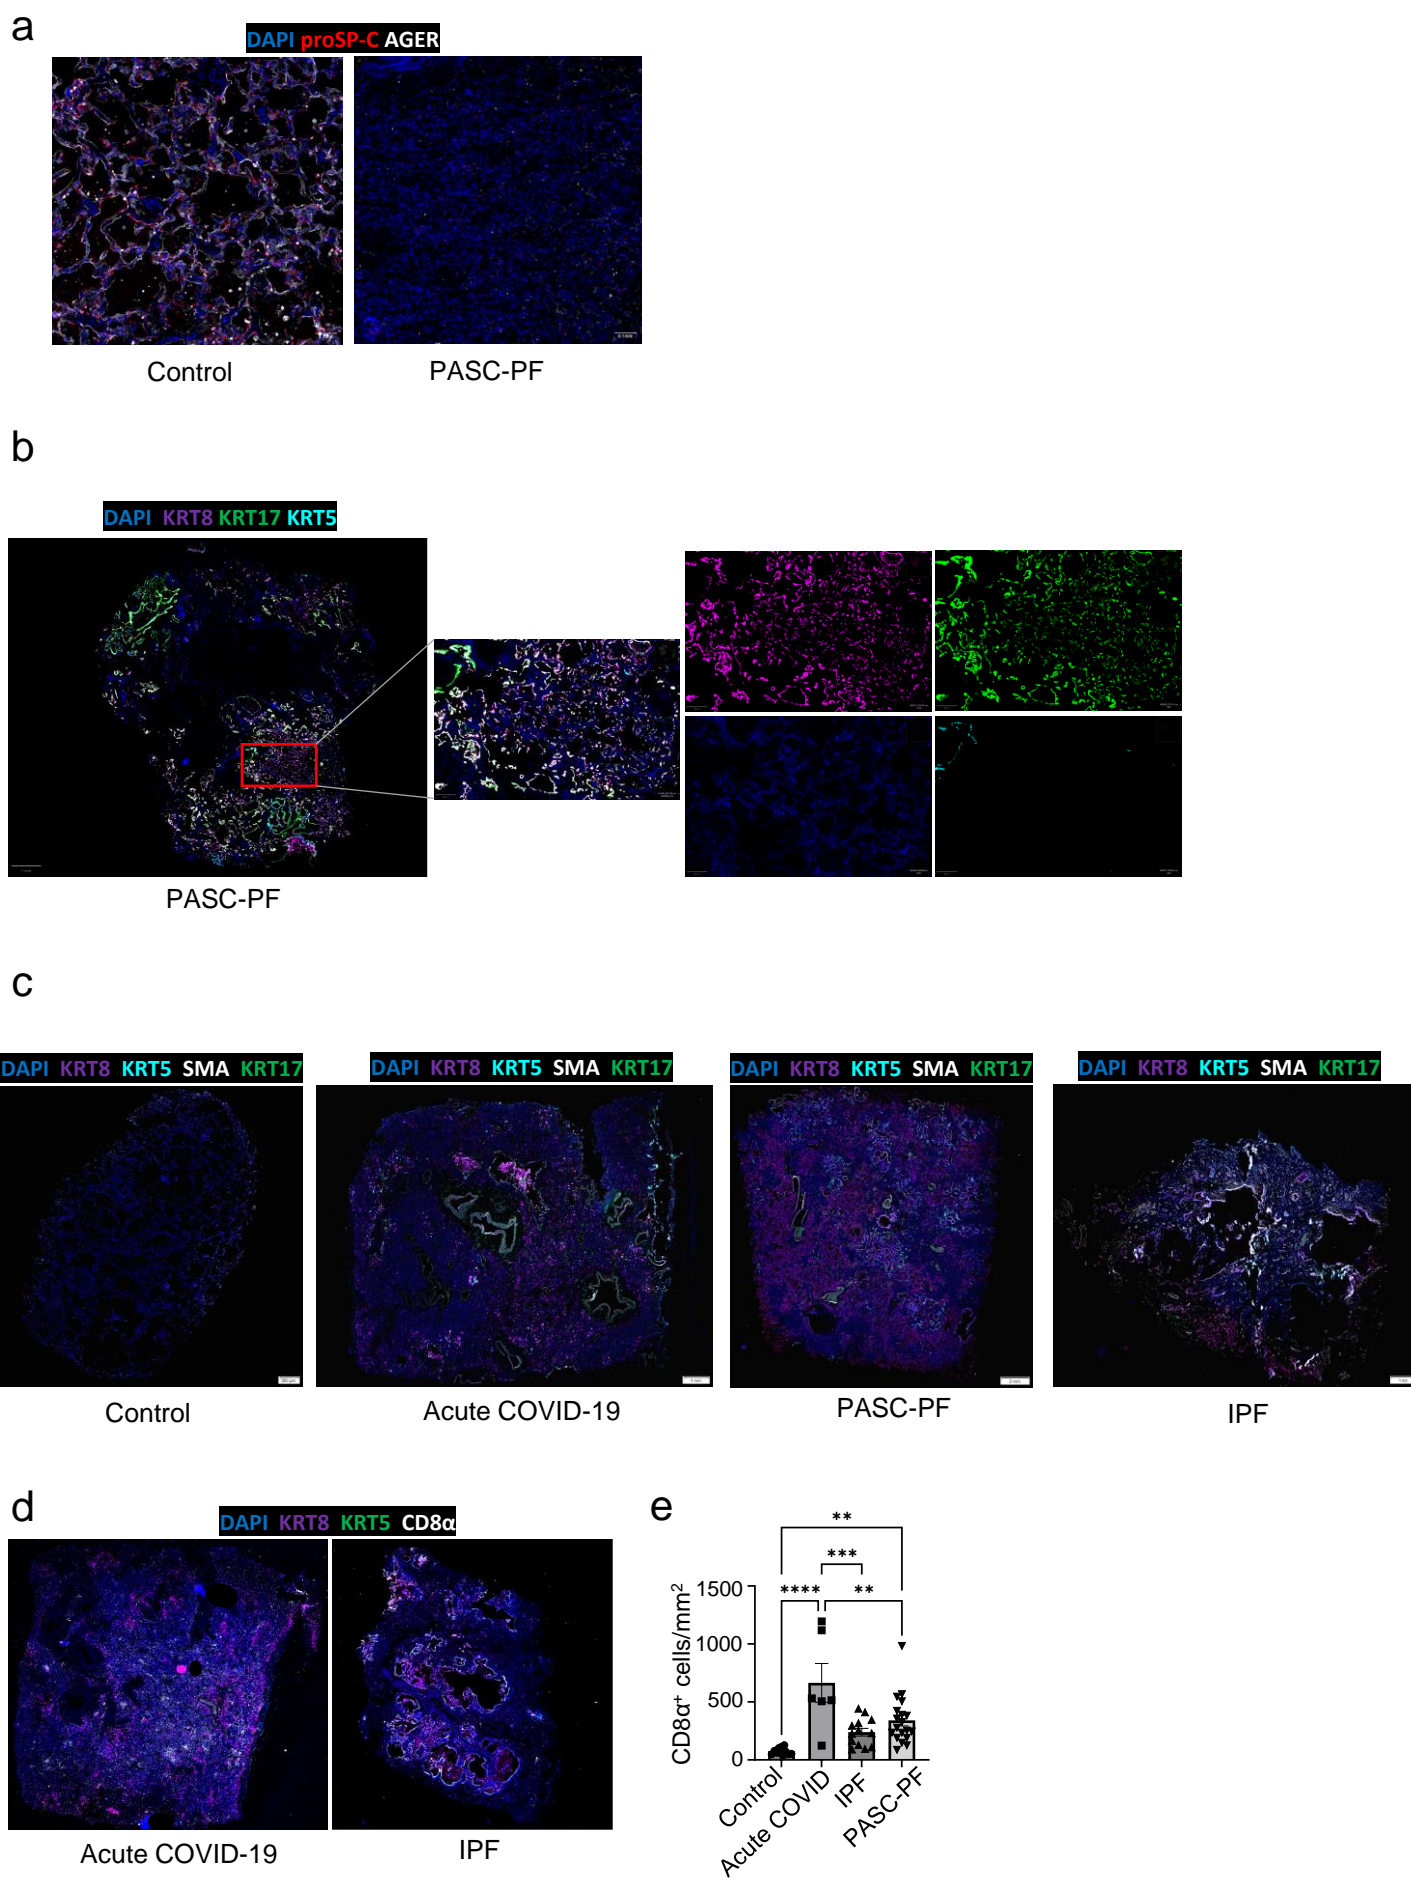 a
DAPI proSP-C AGER
Control
PASC-PF
b
DAPI KRT8 KRT17 KRT5
PASC-PF
c
DAPI KRT8 KRT5 SMA KRT17
DAPI KRT8 KRT5 SMA KRT17
DAPI KRT8 KRT5 SMA KRT17
DAPI KRT8 KRT5 SMA KRT17
Control
Acute COVID-19
PASC-PF
IPF
d
DAPI KRT8 KRT5 CD8α
Acute COVID-19
IPF
e
**
***
**** **
CD8α⁺ cells/mm²
1500
1000
500
0
Control
Acute COVID
IPF
PASC-PF